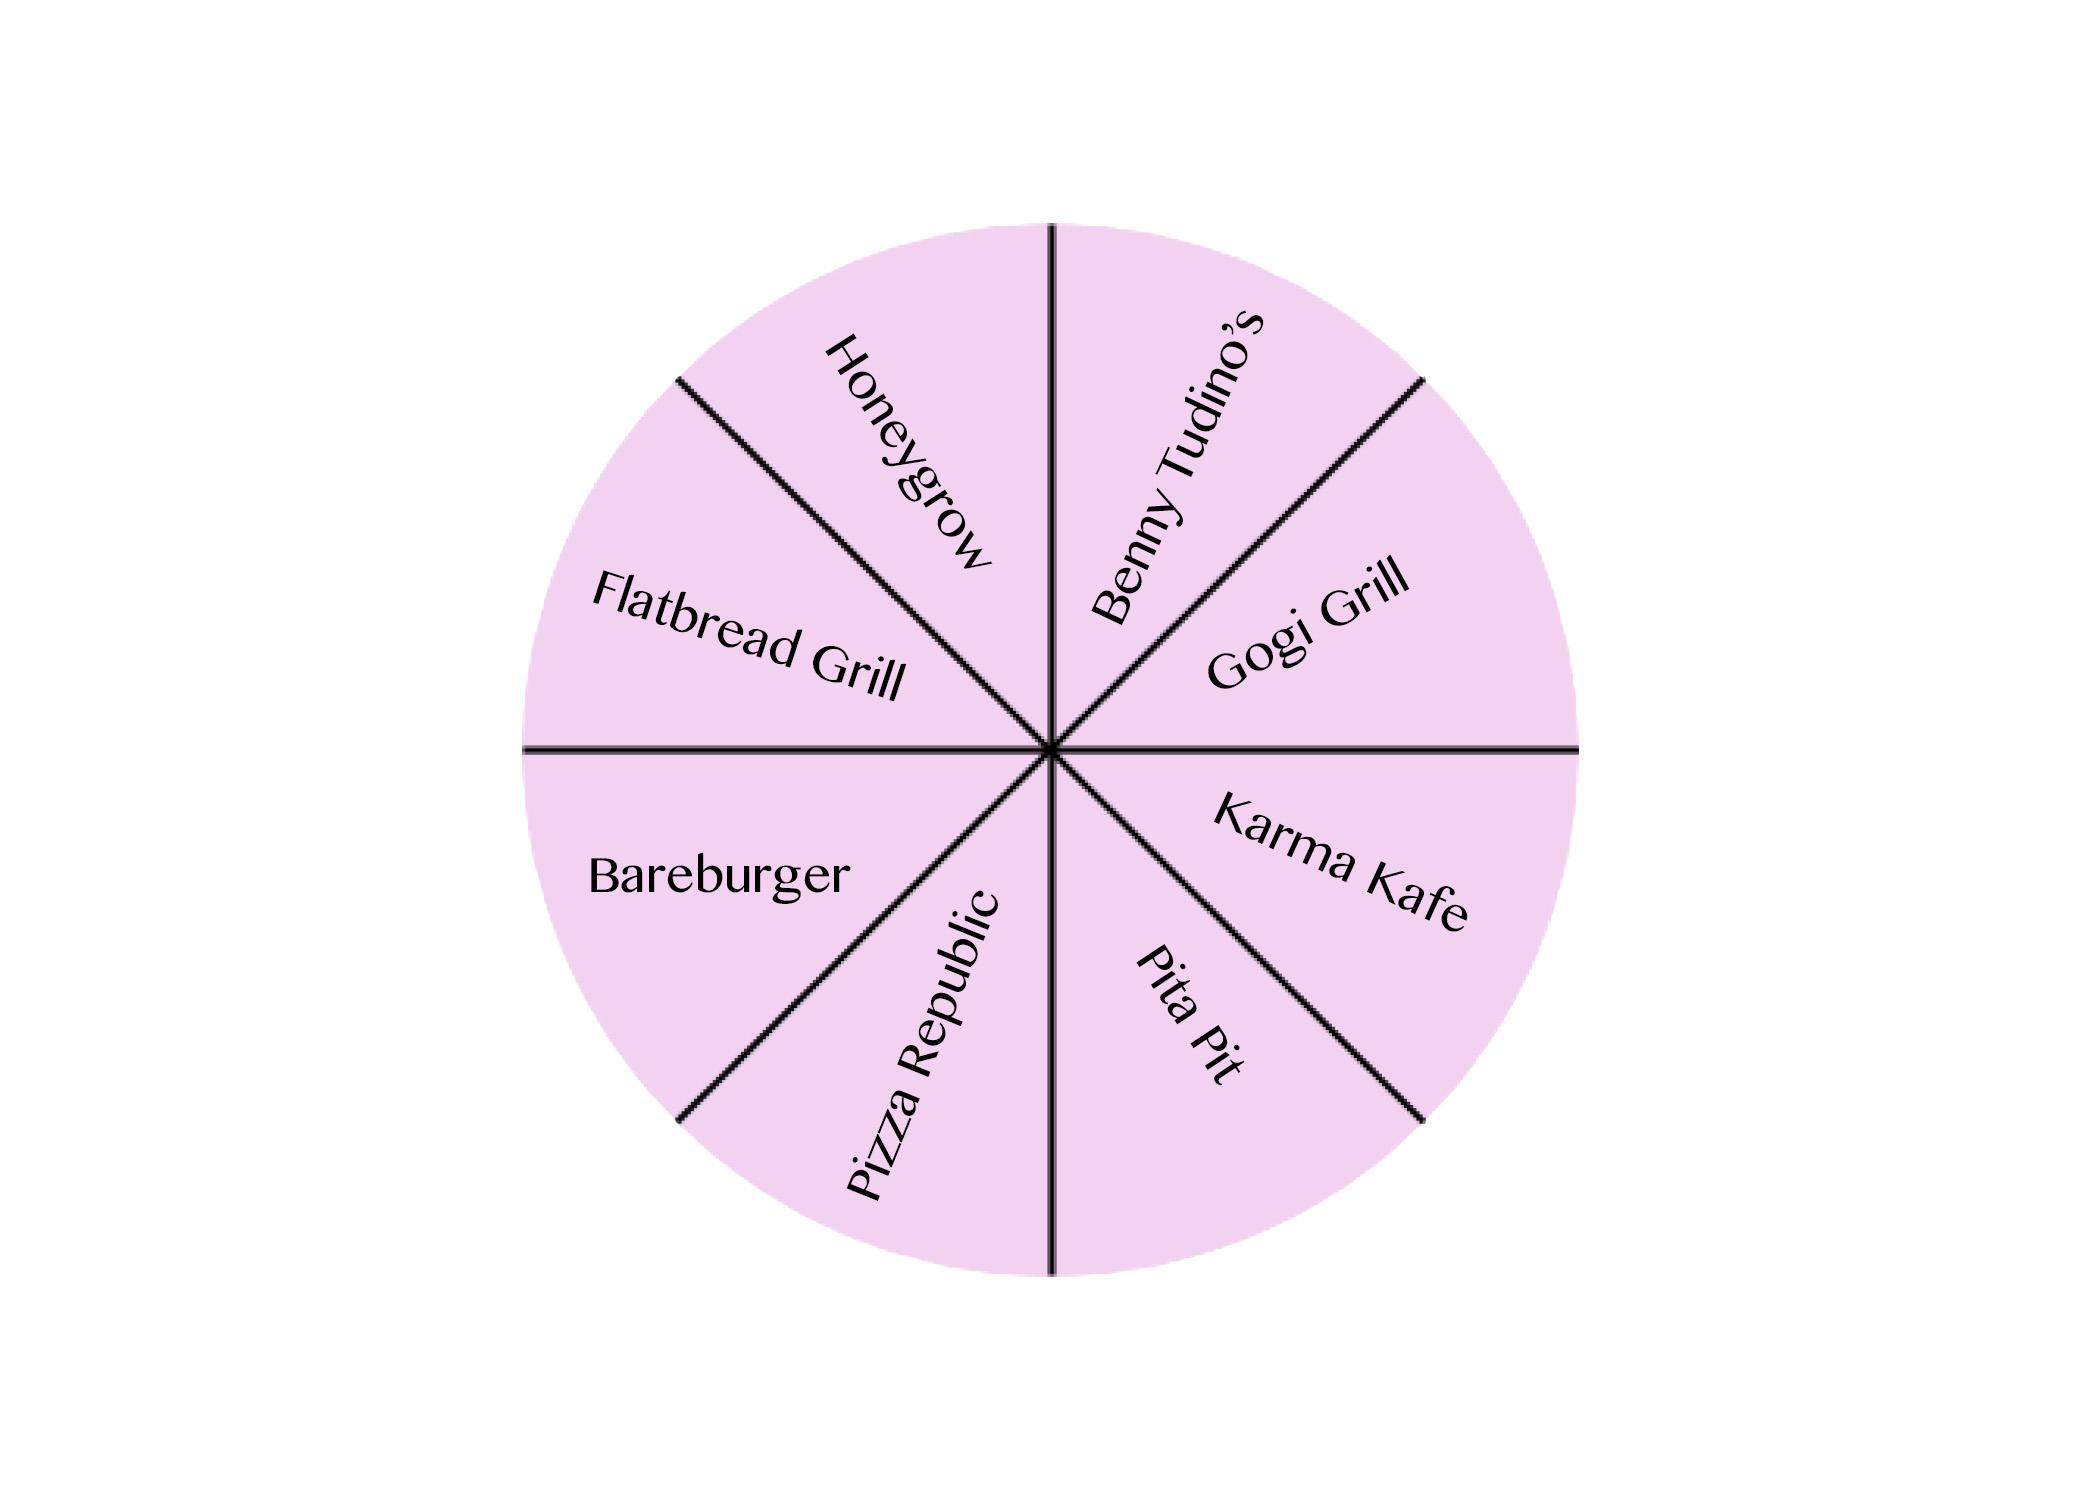 Honeygrow
Benny Tudino’s
Flatbread Grill
Gogi Grill
Bareburger
Karma Kafe
Pizza Republic
Pita Pit